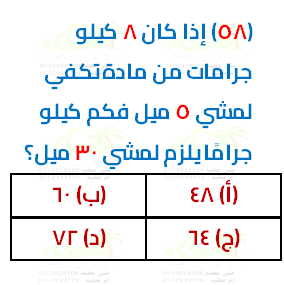 (٥٨) إذا كان ٨ كيلو
جرامات من مادة تكفي
لمشي ٥ ميل فكم كيلو
جرامًا يلزم لمشي ٣٠ ميل؟
(أ) ٤٨ (ب) ٦٠
(ج) ٦٤ (د) ٧٢